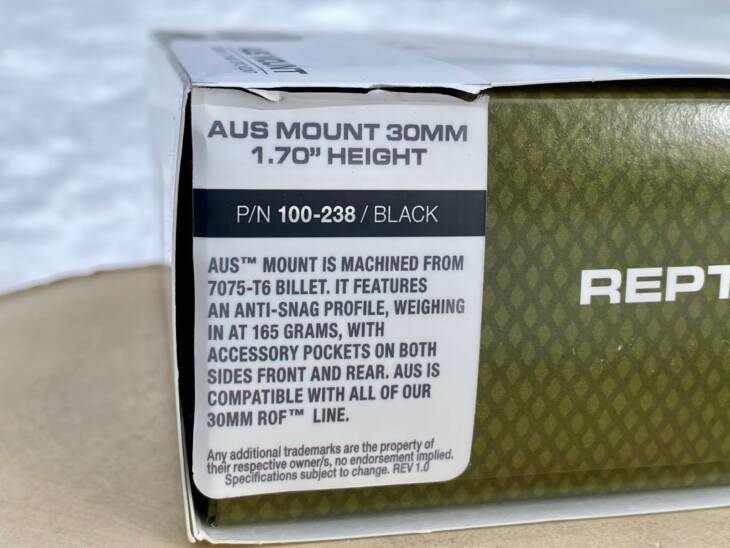 AUS MOUNT 30MM
1.70" HEIGHT
P/N 100-238 / BLACK
AUS™ MOUNT IS MACHINED FROM
7075-T6 BILLET. IT FEATURES
AN ANTI-SNAG PROFILE, WEIGHING
IN AT 165 GRAMS, WITH
ACCESSORY POCKETS ON BOTH
SIDES FRONT AND REAR. AUS IS
COMPATIBLE WITH ALL OF OUR
30MM ROF™ LINE.
Any additional trademarks are the property of
their respective owner/s, no endorsement implied.
Specifications subject to change. REV 1.0
REPT